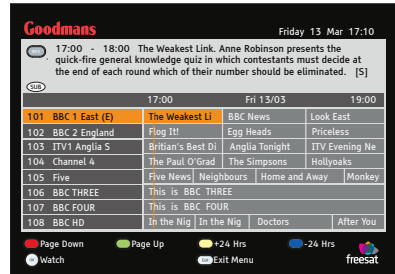 Goodmans
Friday 13 Mar 17:10
17:00 - 18:00 The Weakest Link. Anne Robinson presents the
quick-fire general knowledge quiz in which contestants must decide at
the end of each round which of their number should be eliminated. [S]
SUB
17:00 Fri 13/03 19:00
101 BBC 1 East (E) The Weakest Li BBC News Look East
102 BBC 2 England Flog It! Egg Heads Priceless
103 ITV1 Anglia S Britian's Best Di Anglia Tonight ITV Evening Ne
104 Channel 4 The Paul O'Grad The Simpsons Hollyoaks
105 Five Five News Neighbours Home and Away Monkey
106 BBC THREE This is BBC THREE
107 BBC FOUR This is BBC FOUR
108 BBC HD In the Nig In the Nig Doctors After You
Page Down Page Up +24 Hrs -24 Hrs
Watch Exit Menu
freesat